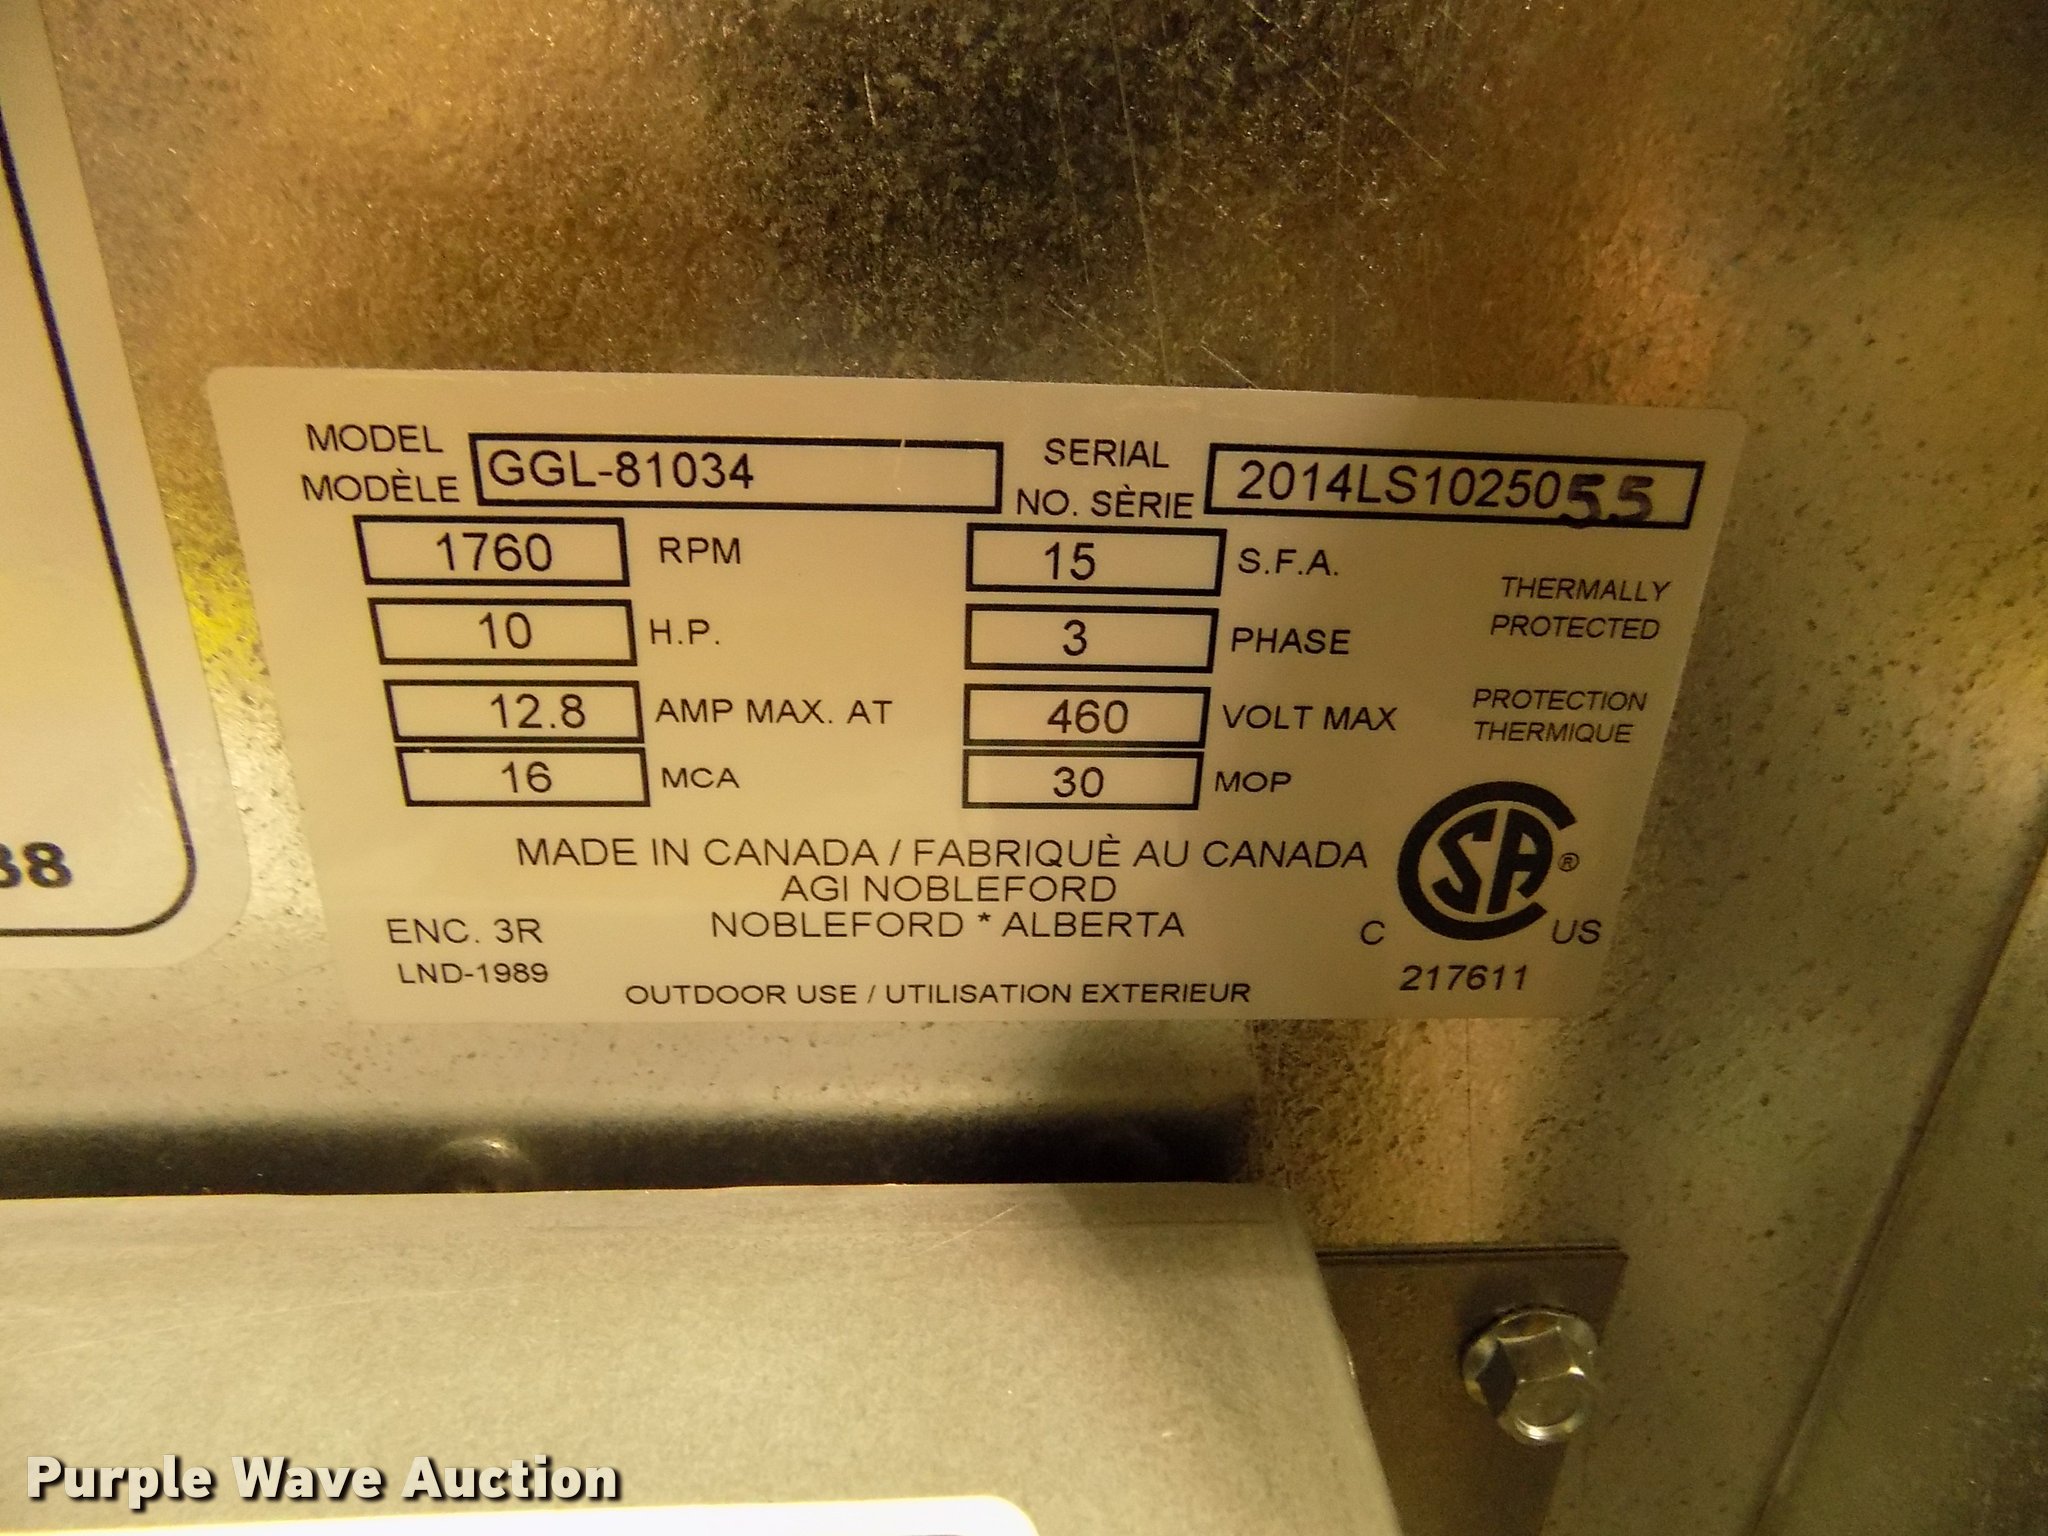 MODEL
MODÈLE
GGL-81034
SERIAL
NO. SÈRIE
2014LS1025055
1760 RPM
15 S.F.A.
10 H.P.
3 PHASE
12.8 AMP MAX. AT
460 VOLT MAX
16 MCA
30 MOP
THERMALLY
PROTECTED
PROTECTION
THERMIQUE
MADE IN CANADA / FABRIQUÈ AU CANADA
AGI NOBLEFORD
NOBLEFORD * ALBERTA
ENC. 3R
LND-1989
OUTDOOR USE / UTILISATION EXTERIEUR
C SA ® US
217611
38
Purple Wave Auction